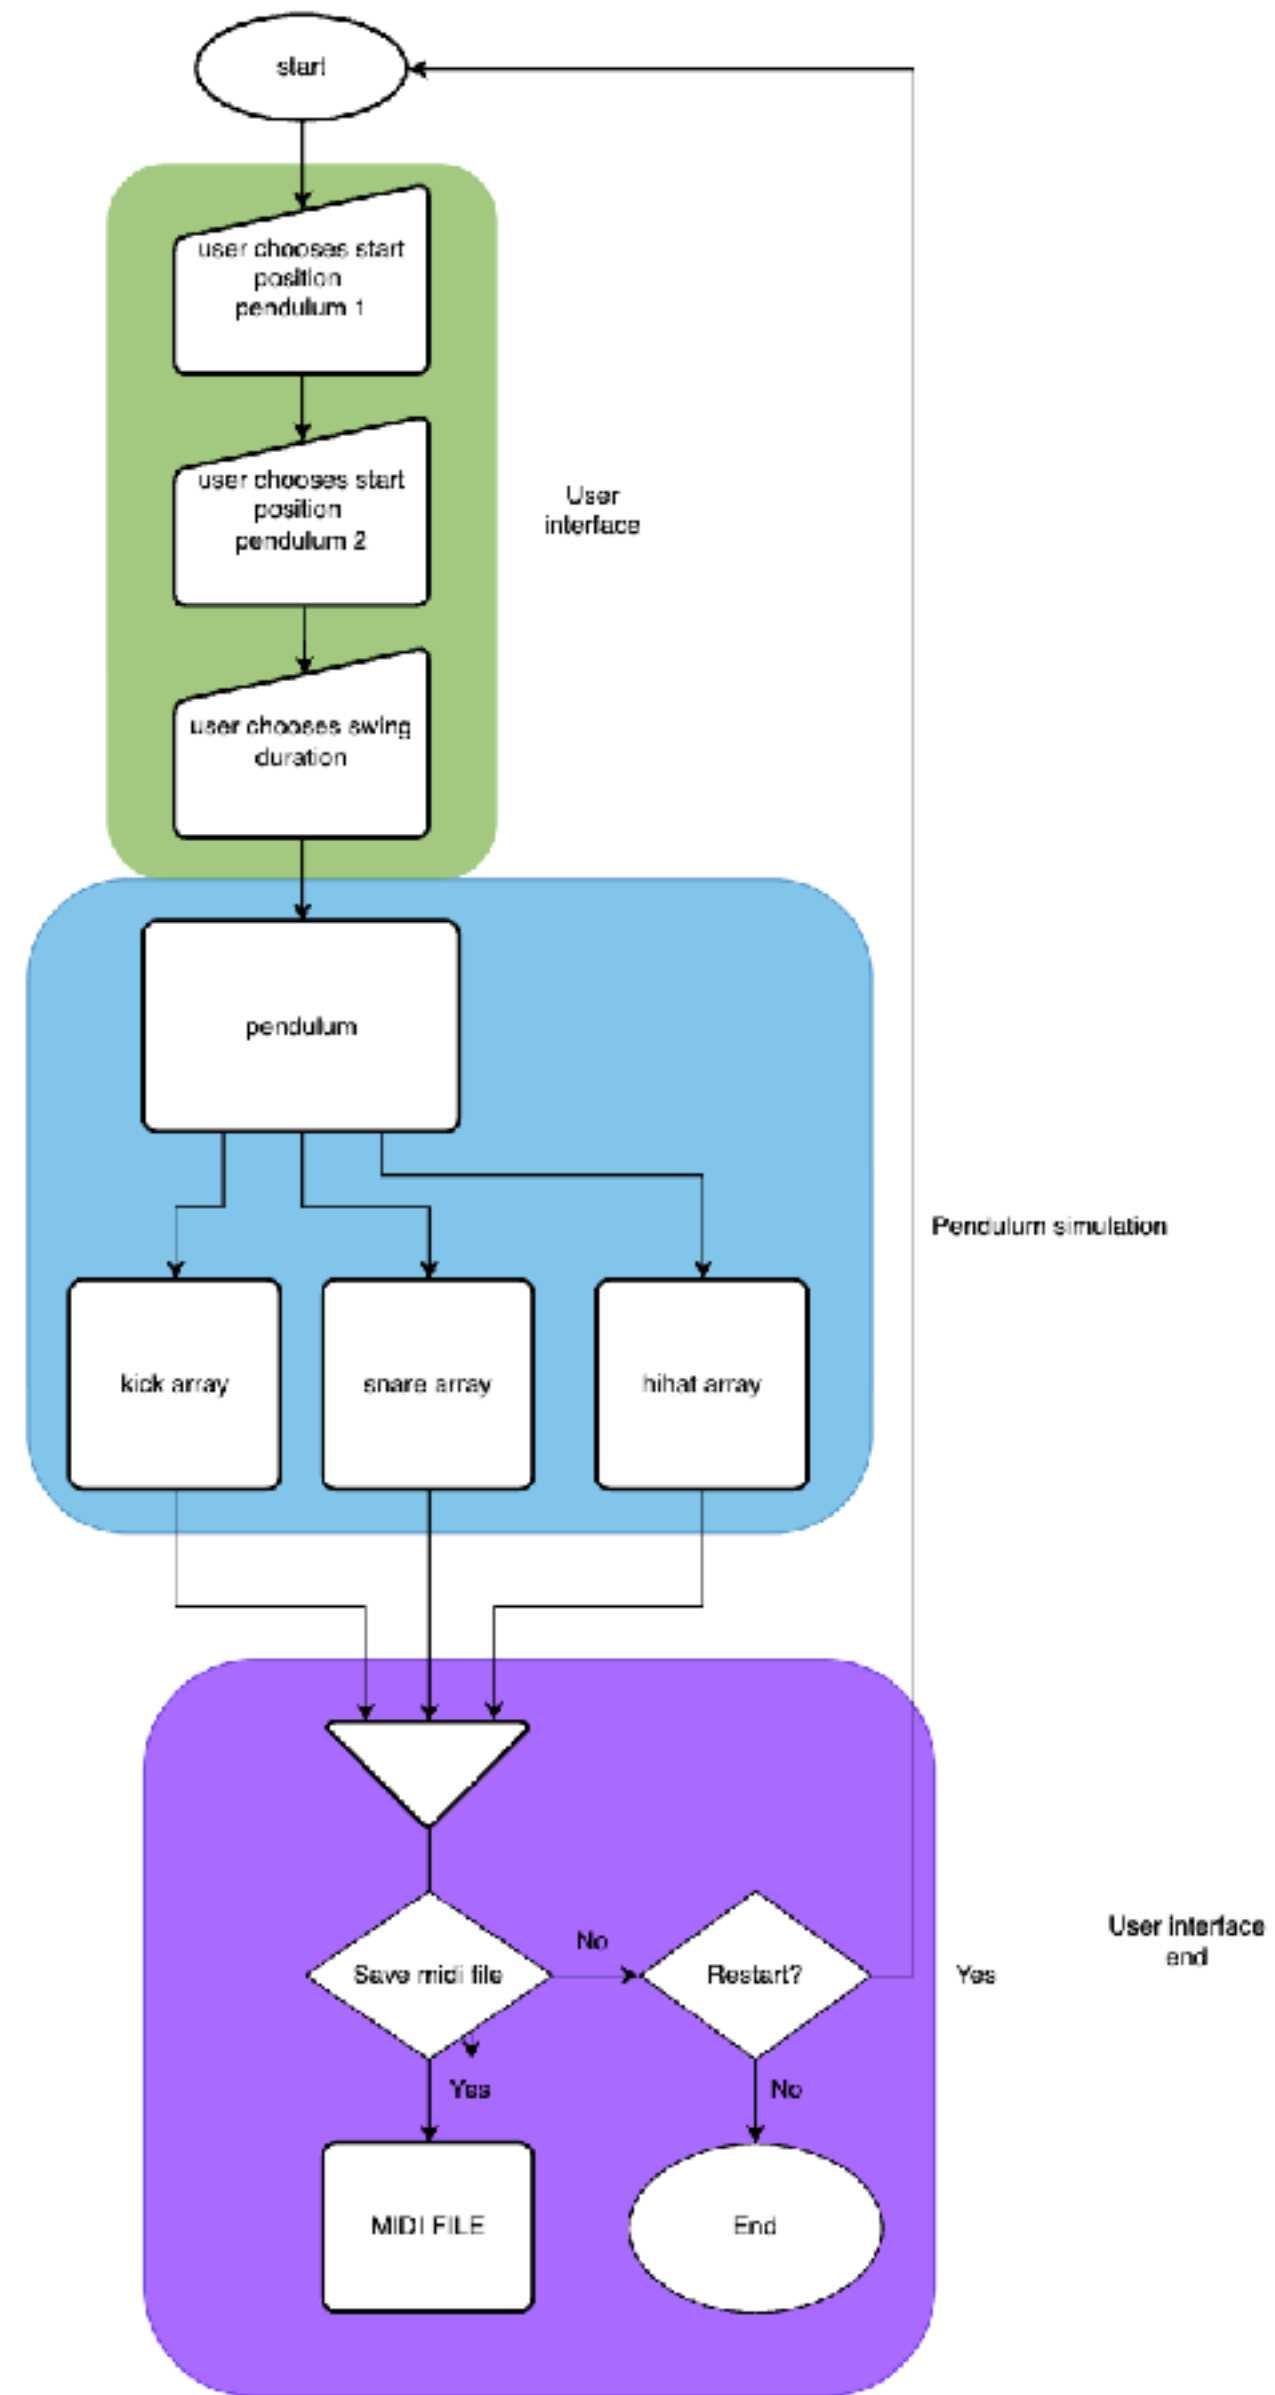 start
user chooses start
position
pendulum 1
user chooses start
position
pendulum 2
User
interface
user chooses swing
duration
pendulum
Pendulum simulation
kick array
snare array
hihat array
Save midi file
No
Restart?
Yes
User interface
end
Yes
No
MIDI FILE
End